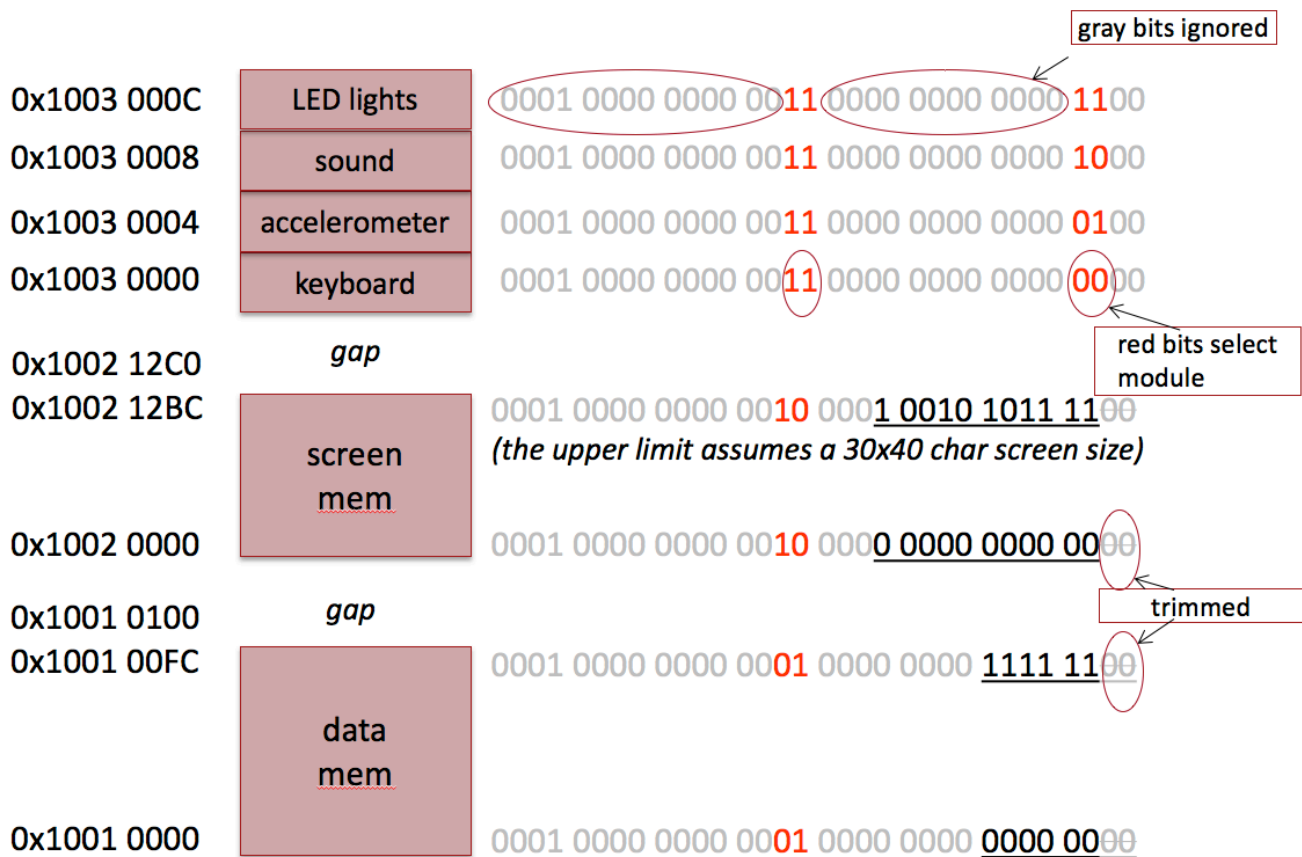 gray bits ignored
0x1003 000C LED lights 0001 0000 0000 0011 0000 0000 0000 1100
0x1003 0008 sound 0001 0000 0000 0011 0000 0000 0000 1000
0x1003 0004 accelerometer 0001 0000 0000 0011 0000 0000 0000 0100
0x1003 0000 keyboard 0001 0000 0000 0011 0000 0000 0000 0000
red bits select
module
0x1002 12C0 gap
0x1002 12BC 0001 0000 0000 0010 0001 0010 1011 1100
(the upper limit assumes a 30x40 char screen size)
screen
mem
0x1002 0000 0001 0000 0000 0010 0000 0000 0000 0000
trimmed
0x1001 0100 gap
0x1001 00FC 0001 0000 0000 0001 0000 0000 1111 1100
data
mem
0x1001 0000 0001 0000 0000 0001 0000 0000 0000 0000